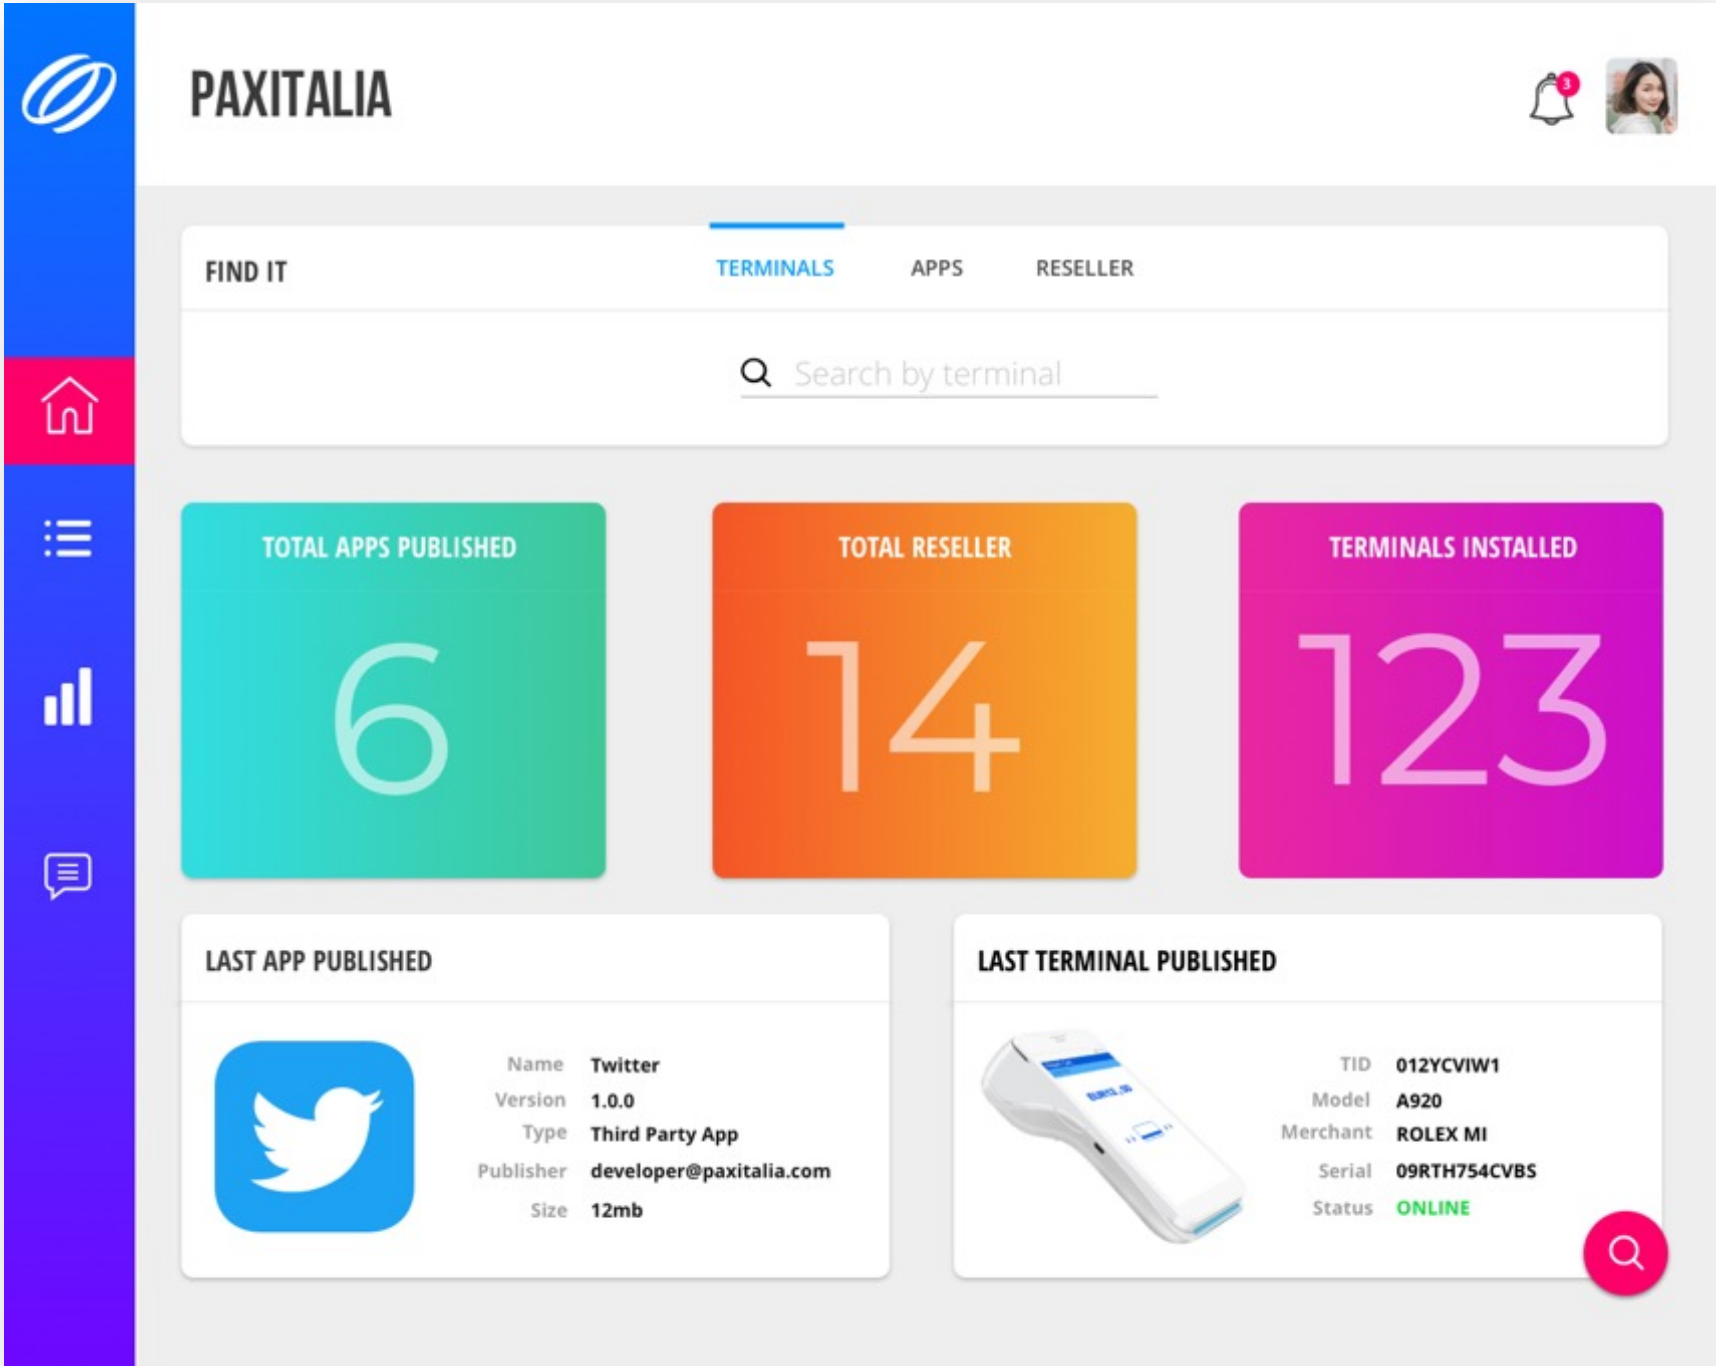 PAXITALIA
3
FIND IT
TERMINALS APPS RESELLER
Search by terminal
TOTAL APPS PUBLISHED
6
TOTAL RESELLER
14
TERMINALS INSTALLED
123
LAST APP PUBLISHED
Name Twitter
Version 1.0.0
Type Third Party App
Publisher developer@paxitalia.com
Size 12mb
LAST TERMINAL PUBLISHED
TID 012YCVIW1
Model A920
Merchant ROLEX MI
Serial 09RTH754CVBS
Status ONLINE